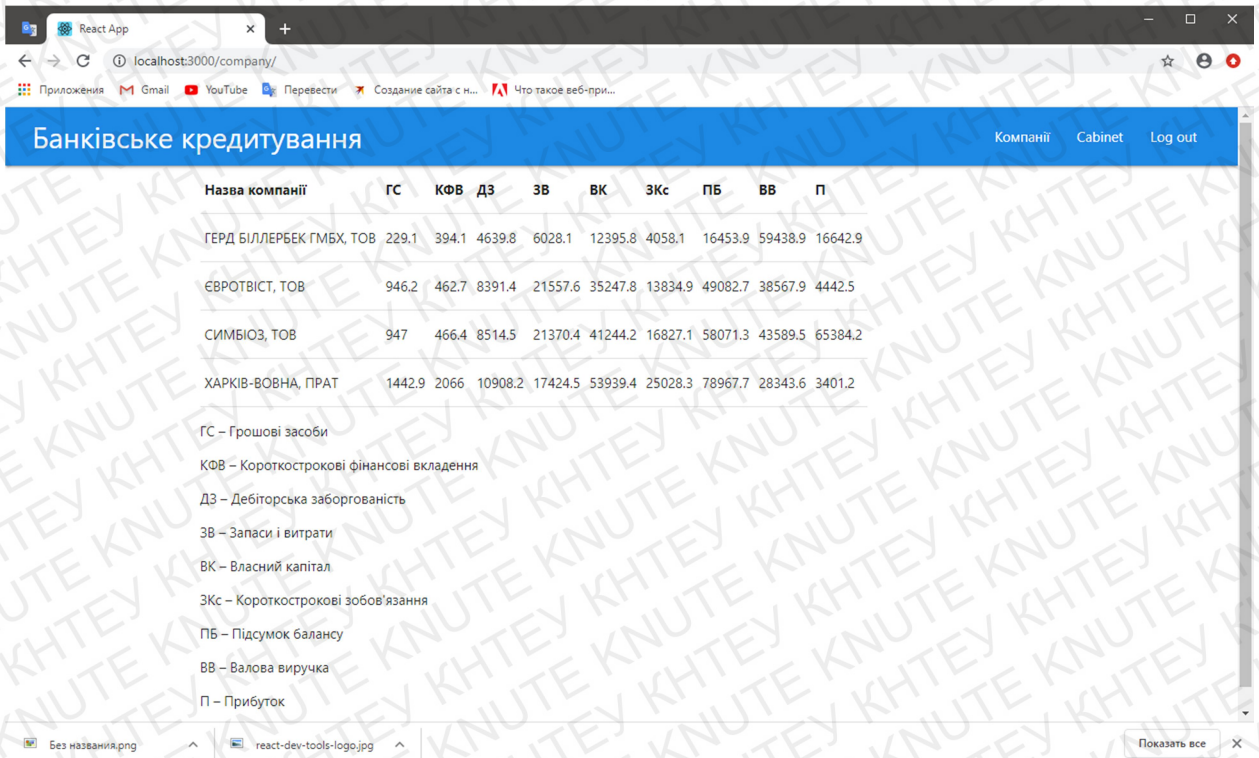 React App
localhost:3000/company/
Приложения Gmail YouTube Перевести Создание сайта с н... Что такое веб-при...
Банківське кредитування Компанії Cabinet Log out
Назва компанії ГС КФВ ДЗ ЗВ ВК ЗКс ПБ ВВ П
ГЕРД БІЛЛЕРБЕК ГМБХ, ТОВ 229.1 394.1 4639.8 6028.1 12395.8 4058.1 16453.9 59438.9 16642.9
ЄВРОТВІСТ, ТОВ 946.2 462.7 8391.4 21557.6 35247.8 13834.9 49082.7 38567.9 4442.5
СИМБІОЗ, ТОВ 947 466.4 8514.5 21370.4 41244.2 16827.1 58071.3 43589.5 65384.2
ХАРКІВ-ВОВНА, ПРАТ 1442.9 2066 10908.2 17424.5 53939.4 25028.3 78967.7 28343.6 3401.2
ГС – Грошові засоби
КФВ – Короткострокові фінансові вкладення
ДЗ – Дебіторська заборгованість
ЗВ – Запаси і витрати
ВК – Власний капітал
ЗКс – Короткострокові зобов'язання
ПБ – Підсумок балансу
ВВ – Валова виручка
П – Прибуток
Без названия.png react-dev-tools-logo.jpg Показать все